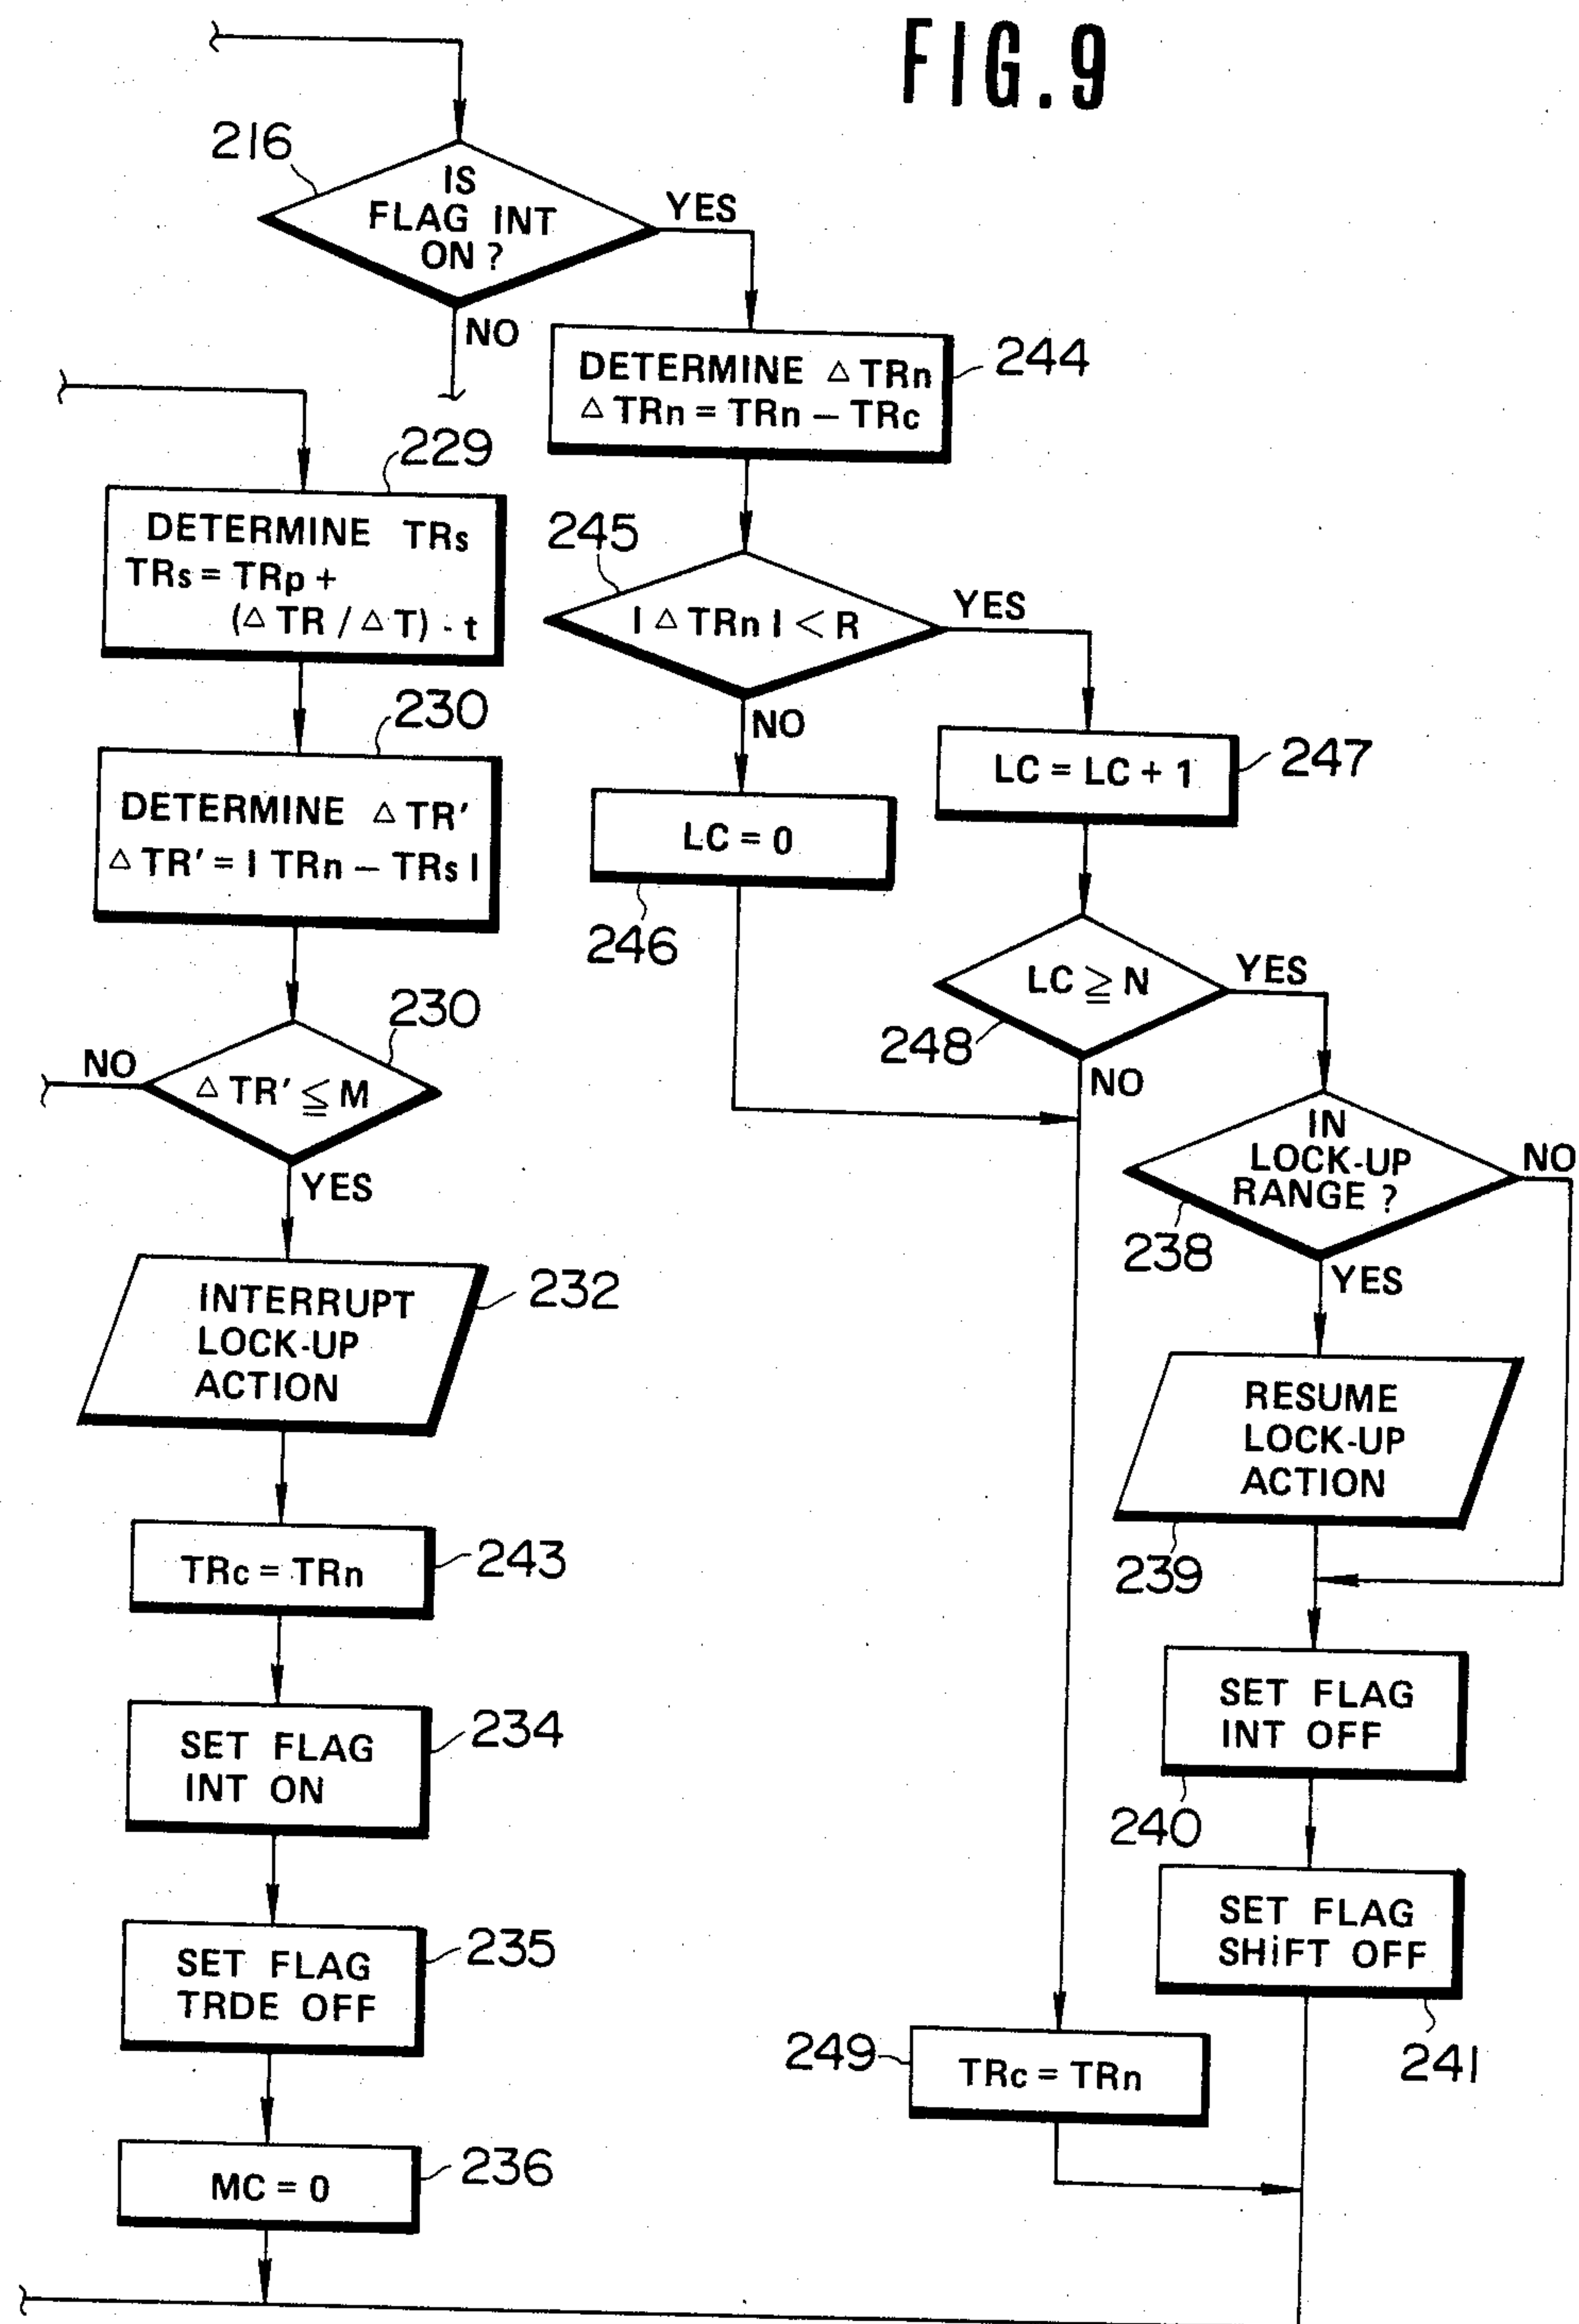 FIG.9
216
IS
FLAG INT
ON ?
YES
NO
DETERMINE △ TRn
△ TRn = TRn − TRc
244
229
DETERMINE TRs
TRs = TRp +
(△ TR / △ T) · t
245
| △ TRn | < R
YES
NO
230
DETERMINE △ TR'
△ TR' = | TRn − TRs |
LC = LC + 1
247
LC = 0
246
LC ≧ N
YES
248
NO
230
NO
△ TR' ≦ M
YES
IN
LOCK-UP
RANGE ?
NO
238
YES
INTERRUPT
LOCK-UP
ACTION
232
RESUME
LOCK-UP
ACTION
239
TRc = TRn
243
SET FLAG
INT ON
234
SET FLAG
INT OFF
240
SET FLAG
TRDE OFF
235
SET FLAG
SHiFT OFF
241
249
TRc = TRn
MC = 0
236